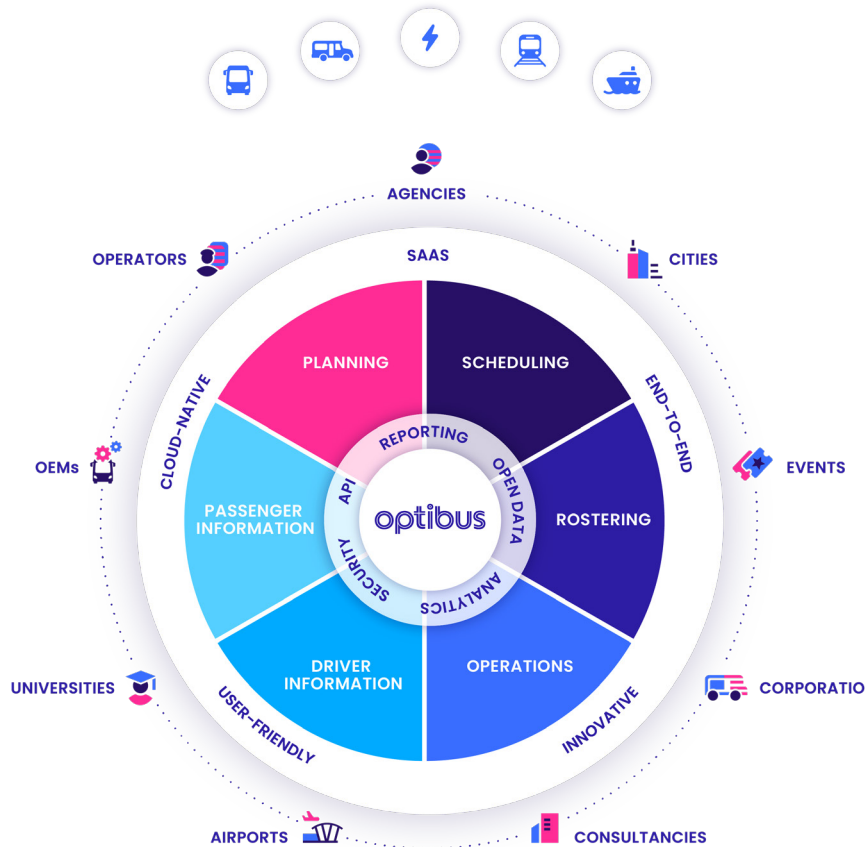 AGENCIES
OPERATORS
CITIES
SAAS
PLANNING
SCHEDULING
CLOUD-NATIVE
END-TO-END
REPORTING
OPEN DATA
OEMs
EVENTS
API
PASSENGER
INFORMATION
optibus
ROSTERING
SECURITY
ANALYTICS
DRIVER
INFORMATION
OPERATIONS
UNIVERSITIES
CORPORATIO
USER-FRIENDLY
INNOVATIVE
AIRPORTS
CONSULTANCIES